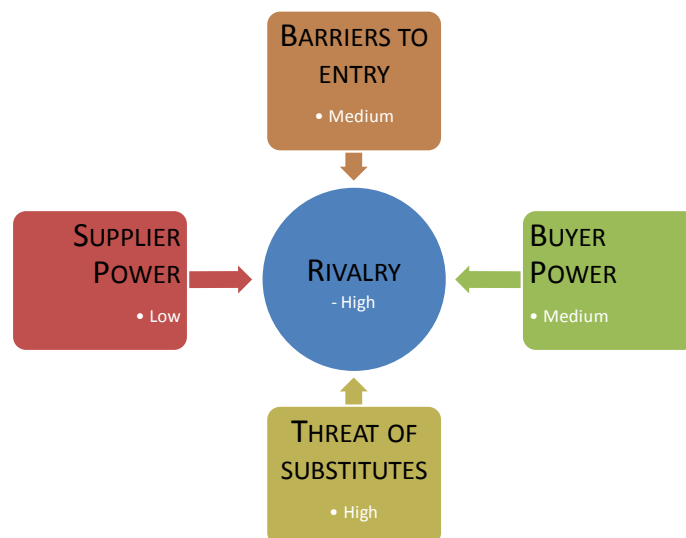 BARRIERS TO
ENTRY
• Medium
SUPPLIER
POWER
• Low
RIVALRY
- High
BUYER
POWER
• Medium
THREAT OF
SUBSTITUTES
• High